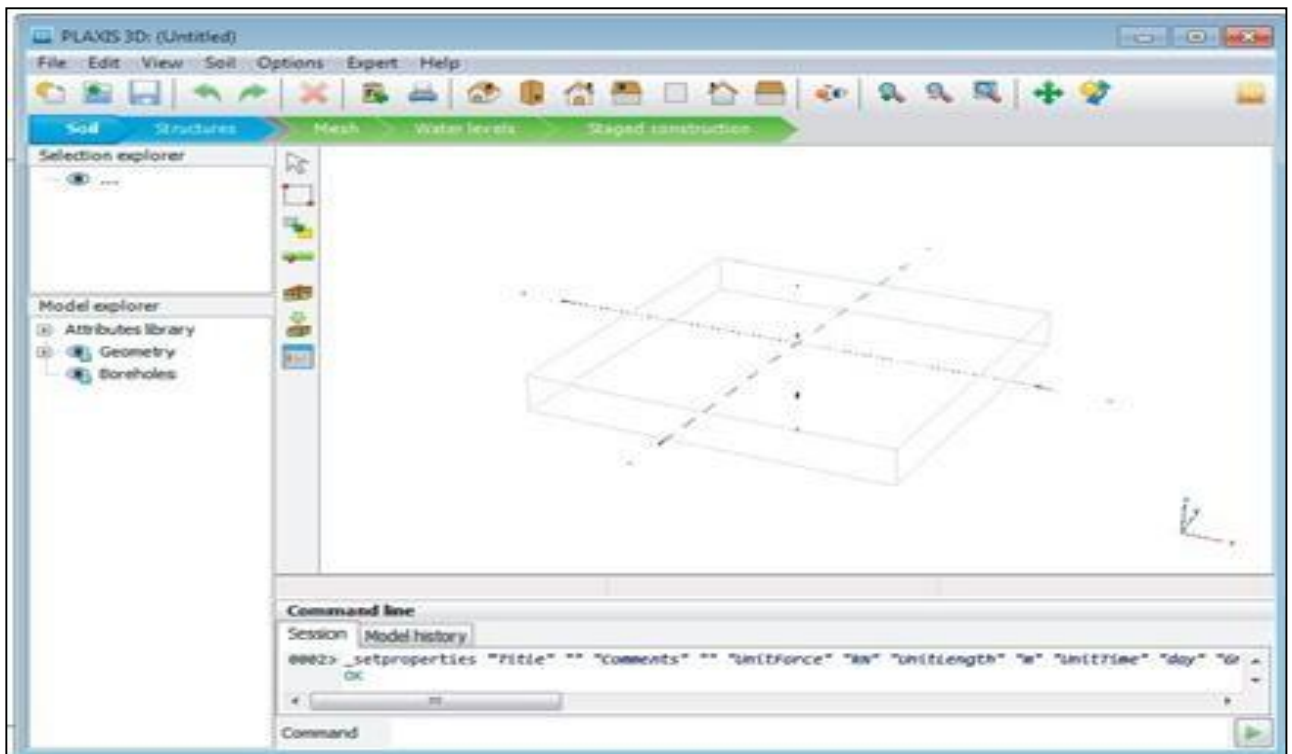 PLAXIS 3D: (Untitled)
File Edit View Soil Options Expert Help
Soil Structures Mesh Water levels Staged construction
Selection explorer
...
Model explorer
Attributes library
Geometry
Boreholes
Command line
Session Model history
0002> _setproperties "Title" "" "Comments" "" "UnitForce" "kN" "UnitLength" "m" "UnitTime" "day" "Gr
OK
Command